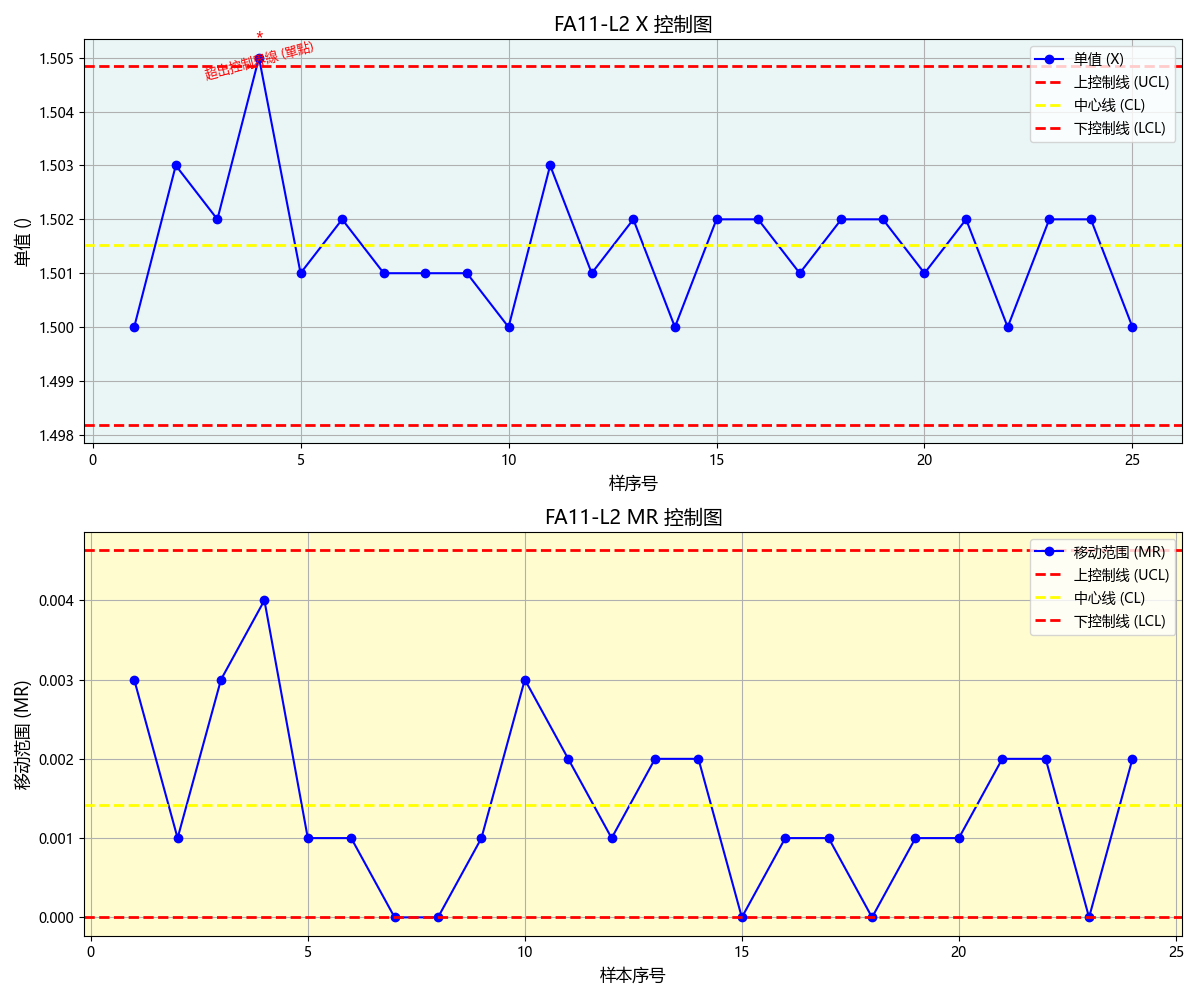 FA11-L2 X 控制图
*
超出控制界線 (單點)
单值 (X)
上控制线 (UCL)
中心线 (CL)
下控制线 (LCL)
单值 ()
1.505
1.504
1.503
1.502
1.501
1.500
1.499
1.498
0 5 10 15 20 25
样序号
FA11-L2 MR 控制图
移动范围 (MR)
上控制线 (UCL)
中心线 (CL)
下控制线 (LCL)
移动范围 (MR)
0.004
0.003
0.002
0.001
0.000
0 5 10 15 20 25
样本序号